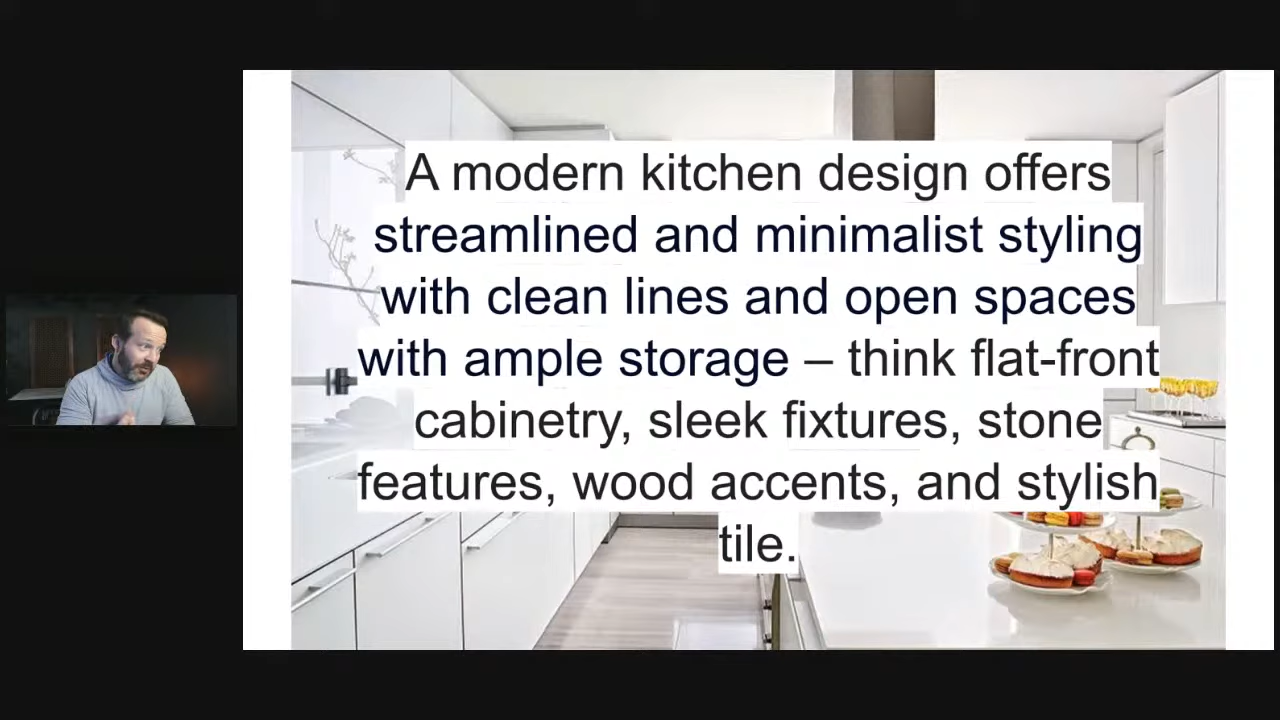 A modern kitchen design offers
streamlined and minimalist styling
with clean lines and open spaces
with ample storage – think flat-front
cabinetry, sleek fixtures, stone
features, wood accents, and stylish
tile.